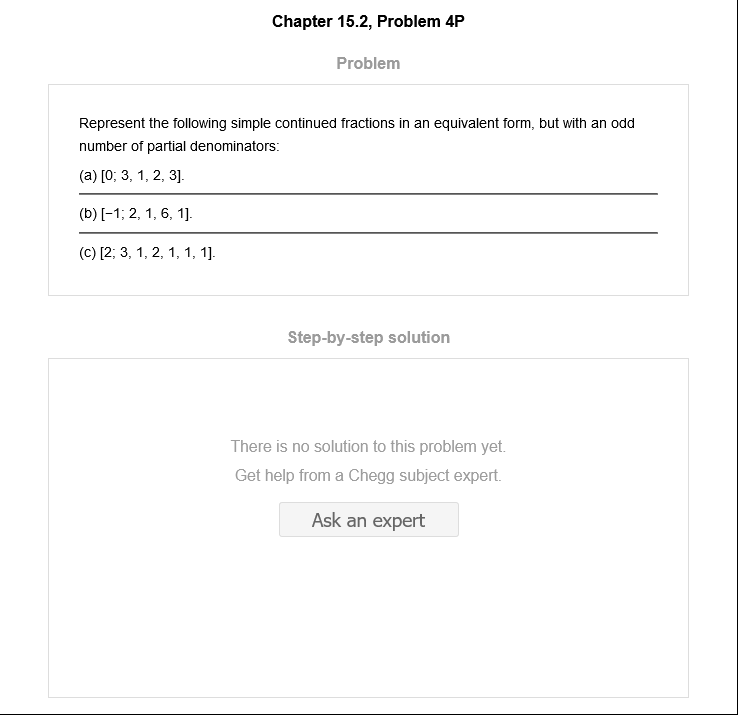 Chapter 15.2, Problem 4P
Problem
Represent the following simple continued fractions in an equivalent form, but with an odd
number of partial denominators:
(a) [0; 3, 1, 2, 3].
(b) [−1; 2, 1, 6, 1].
(c) [2; 3, 1, 2, 1, 1, 1].
Step-by-step solution
There is no solution to this problem yet.
Get help from a Chegg subject expert.
Ask an expert